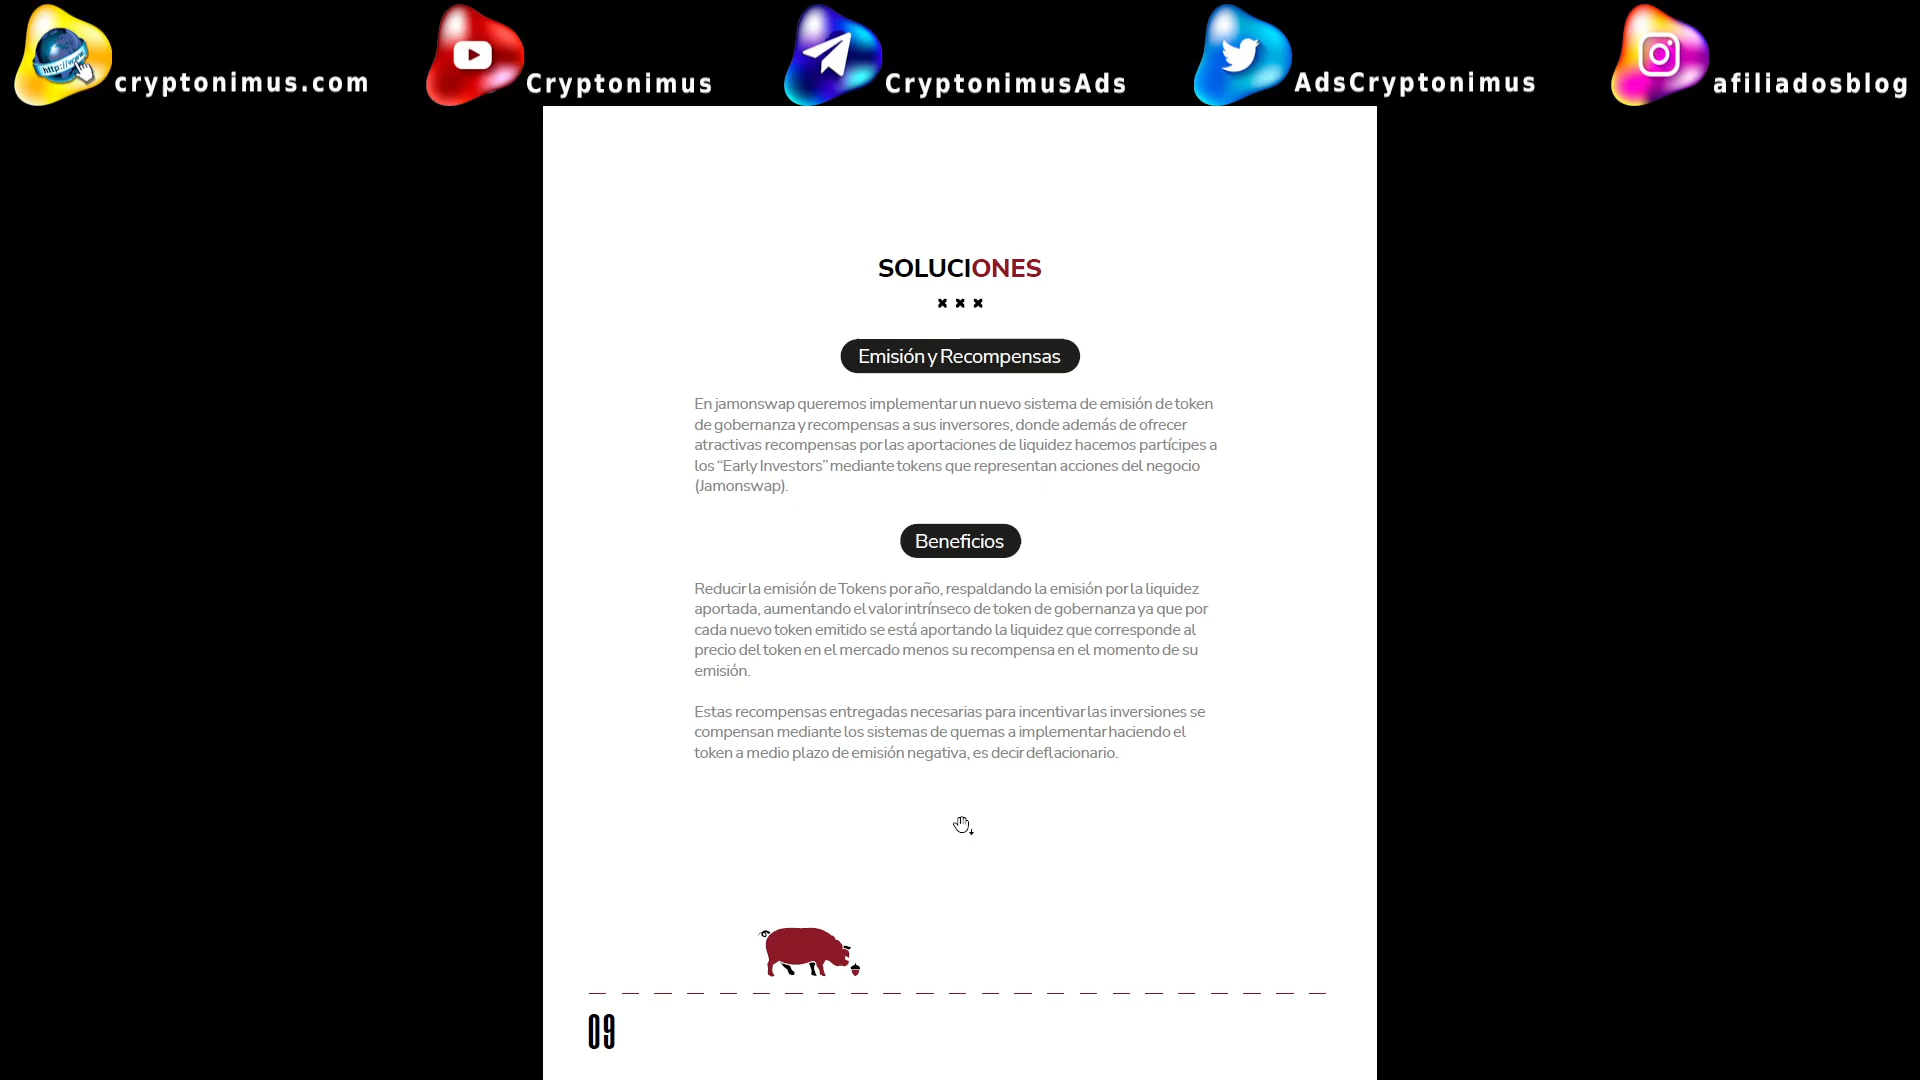 cryptonimus.com
Cryptonimus
CryptonimusAds
AdsCryptonimus
afiliadosblog
SOLUCIONES
Emisión y Recompensas
En jamonswap queremos implementar un nuevo sistema de emisión de token
de gobernanza y recompensas a sus inversores, donde además de ofrecer
atractivas recompensas por las aportaciones de liquidez hacemos partícipes a
los “Early Investors” mediante tokens que representan acciones del negocio
(Jamonswap).
Beneficios
Reducir la emisión de Tokens por año, respaldando la emisión por la liquidez
aportada, aumentando el valor intrínseco de token de gobernanza ya que por
cada nuevo token emitido se está aportando la liquidez que corresponde al
precio del token en el mercado menos su recompensa en el momento de su
emisión.
Estas recompensas entregadas necesarias para incentivar las inversiones se
compensan mediante los sistemas de quemas a implementar haciendo el
token a medio plazo de emisión negativa, es decir deflacionario.
09